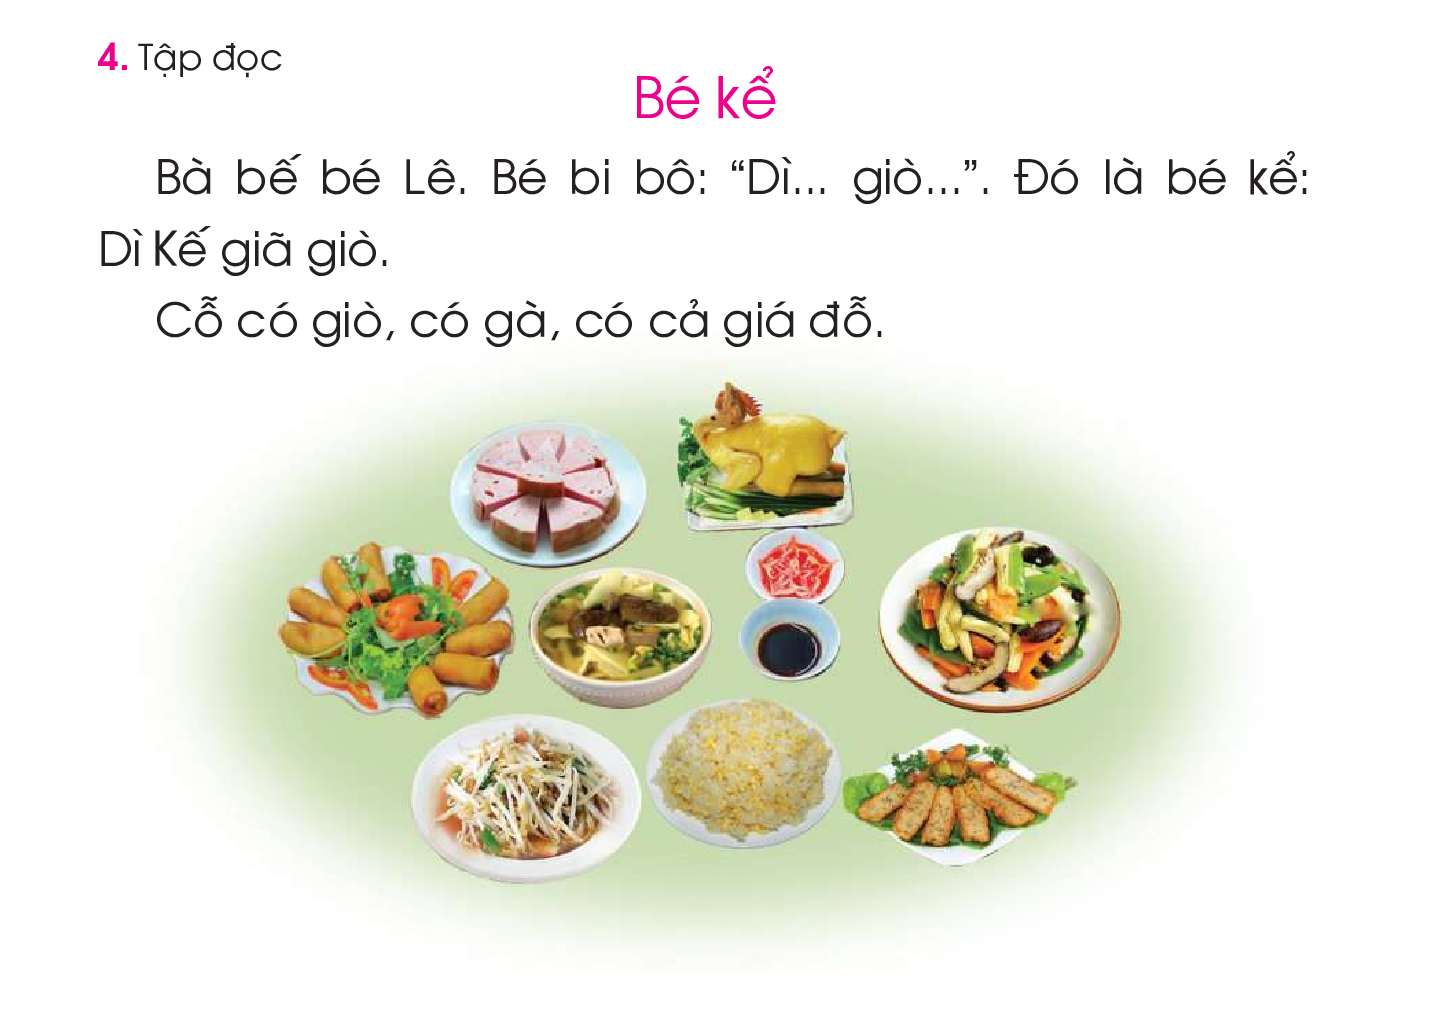 4. Tập đọc
Bé kể
Bà bế bé Lê. Bé bi bô: “Dì... giò...”. Đó là bé kể:
Dì Kế giã giò.
Cỗ có giò, có gà, có cả giá đỗ.